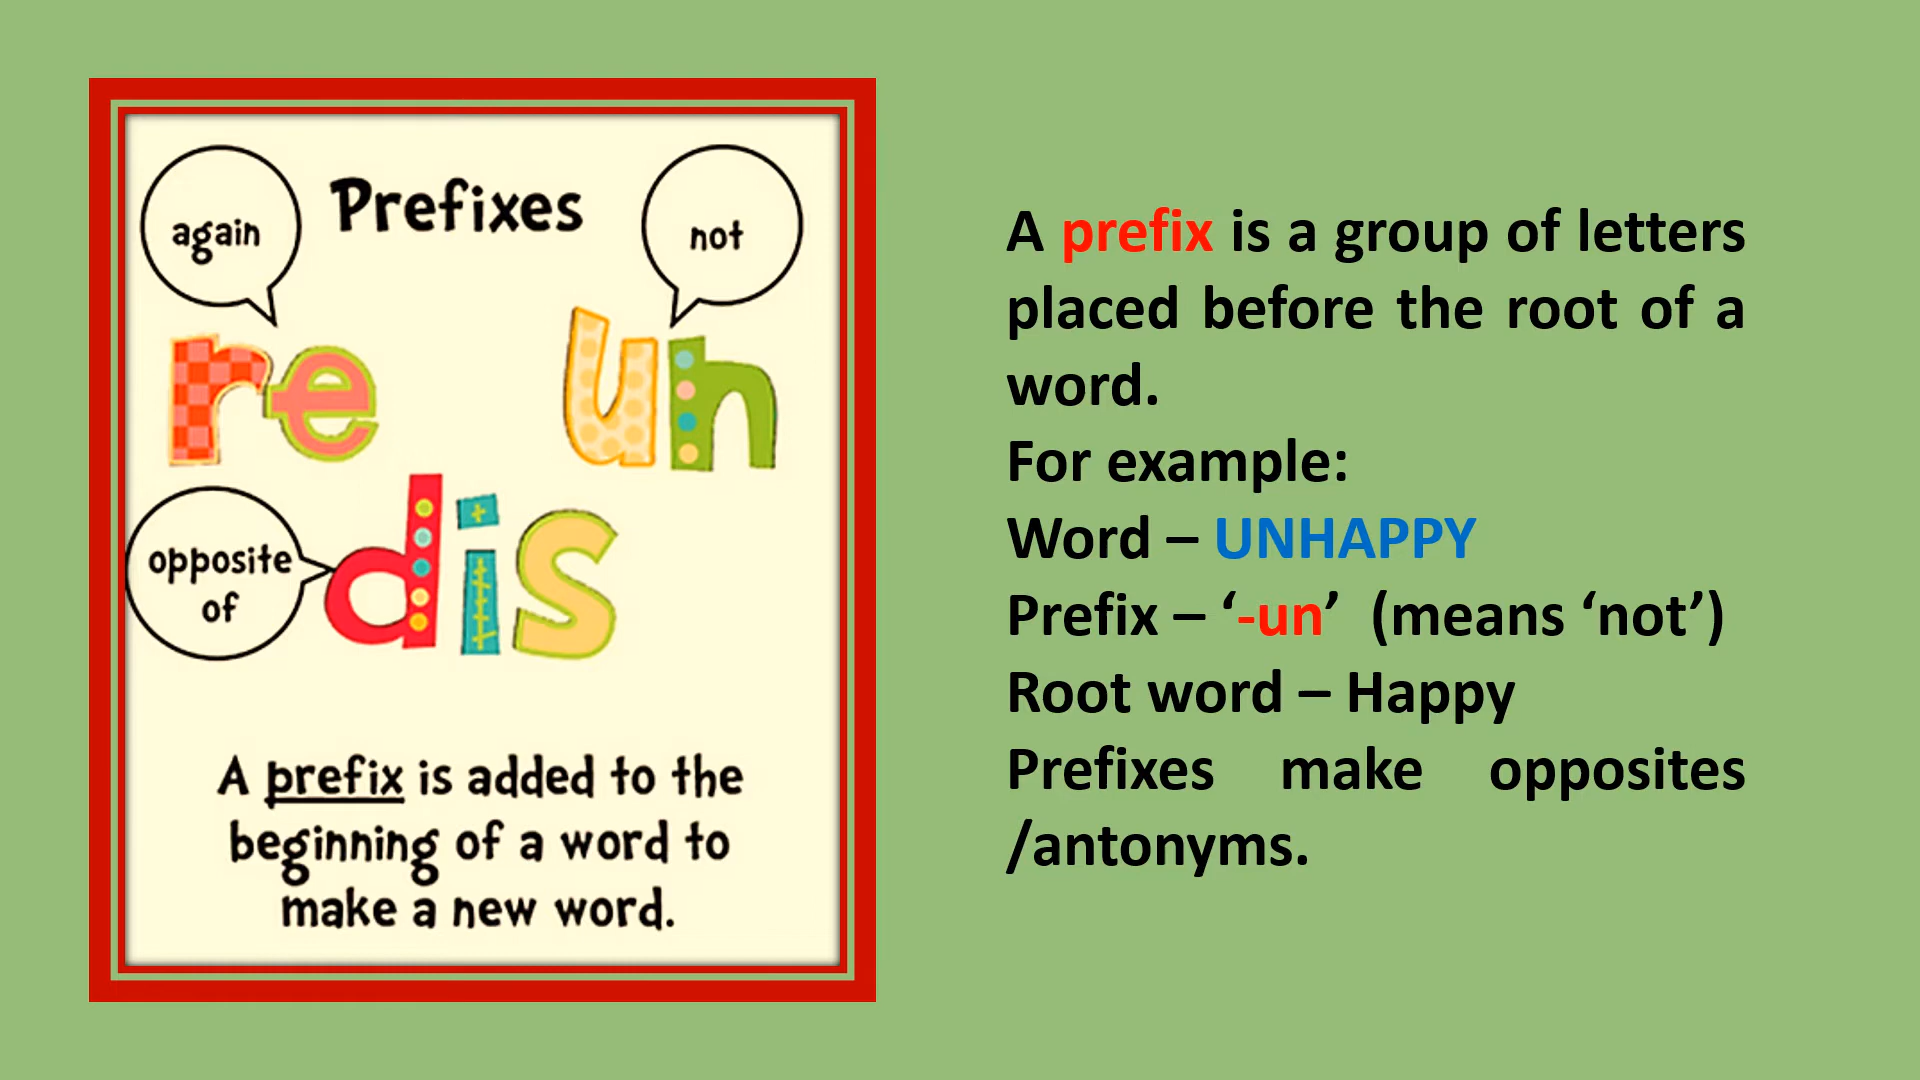 Prefixes
again
not
re
un
opposite
of
dis
A prefix is added to the
beginning of a word to
make a new word.
A prefix is a group of letters
placed before the root of a
word.
For example:
Word – UNHAPPY
Prefix – ‘-un’ (means ‘not’)
Root word – Happy
Prefixes make opposites
/antonyms.